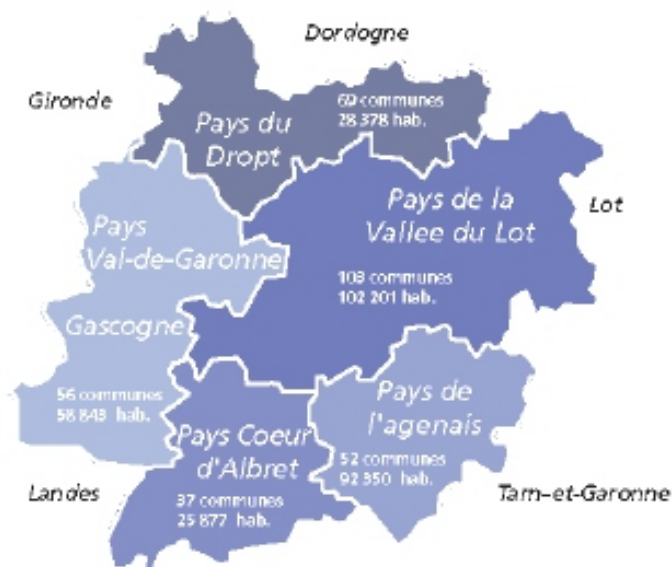 Dordogne
Gironde
Pays du
Dropt
69 communes
28 378 hab.
Pays de la
Vallee du Lot
103 communes
102 201 hab.
Lot
Pays
Val-de-Garonne
Gascogne
56 communes
58 843 hab.
Pays de
l'agenais
52 communes
92 350 hab.
Pays Coeur
d'Albret
37 communes
25 877 hab.
Landes
Tarn-et-Garonne